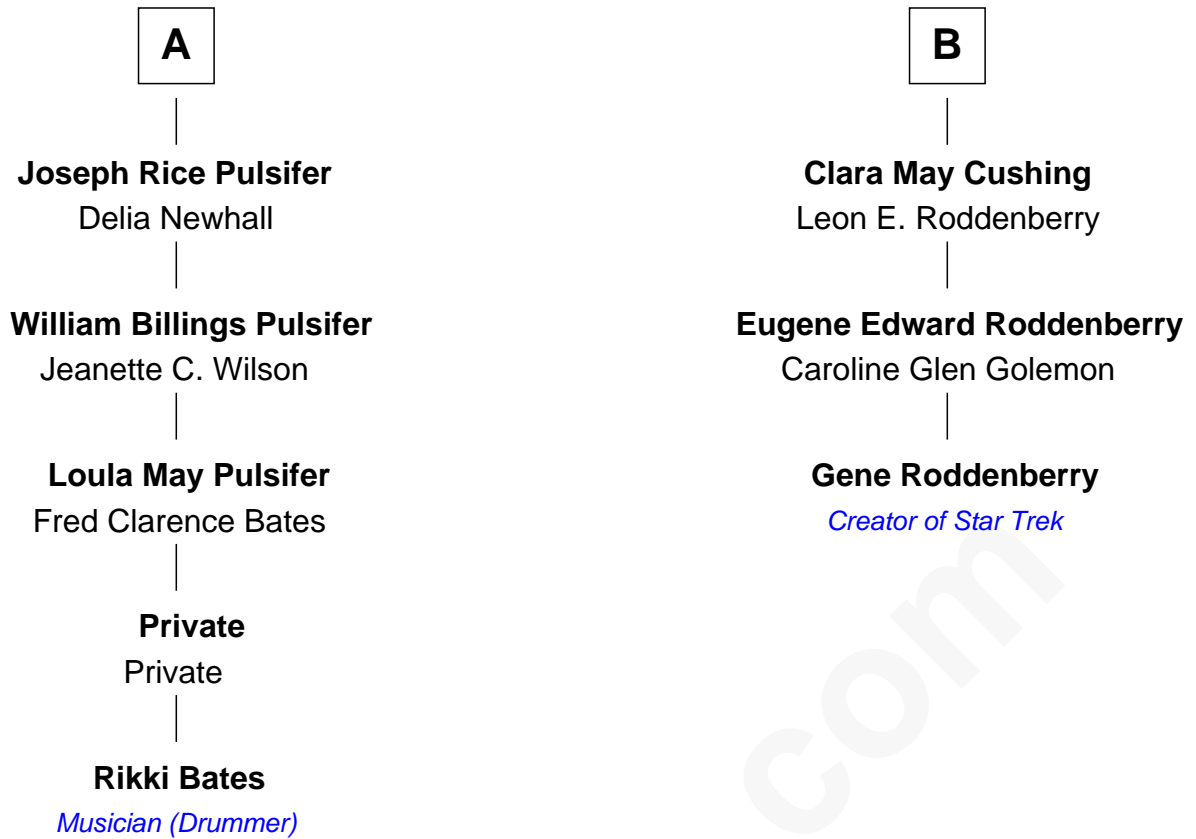 A
Joseph Rice Pulsifer
Delia Newhall
William Billings Pulsifer
Jeanette C. Wilson
Loula May Pulsifer
Fred Clarence Bates
Private
Private
Rikki Bates
Musician (Drummer)
B
Clara May Cushing
Leon E. Roddenberry
Eugene Edward Roddenberry
Caroline Glen Golemon
Gene Roddenberry
Creator of Star Trek
com